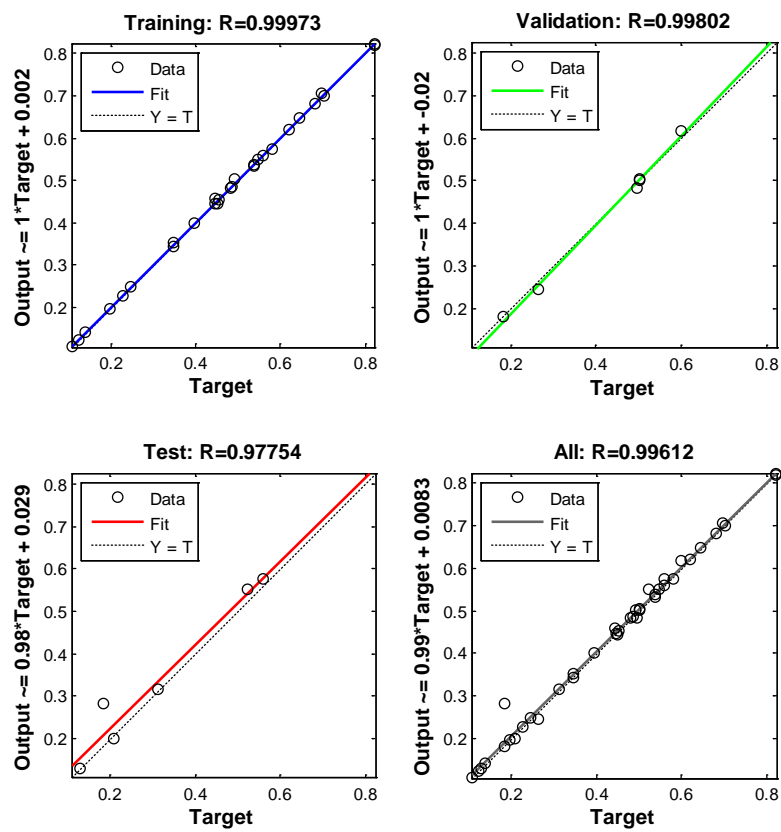 Training: R=0.99973
Output ~= 1*Target + 0.002
Data
Fit
Y = T
0.8
0.7
0.6
0.5
0.4
0.3
0.2
0.2
0.4
0.6
0.8
Target
Validation: R=0.99802
Output ~= 1*Target + -0.02
Data
Fit
Y = T
0.8
0.7
0.6
0.5
0.4
0.3
0.2
0.2
0.4
0.6
0.8
Target
Test: R=0.97754
Output ~= 0.98*Target + 0.029
Data
Fit
Y = T
0.8
0.7
0.6
0.5
0.4
0.3
0.2
0.2
0.4
0.6
0.8
Target
All: R=0.99612
Output ~= 0.99*Target + 0.0083
Data
Fit
Y = T
0.8
0.7
0.6
0.5
0.4
0.3
0.2
0.2
0.4
0.6
0.8
Target